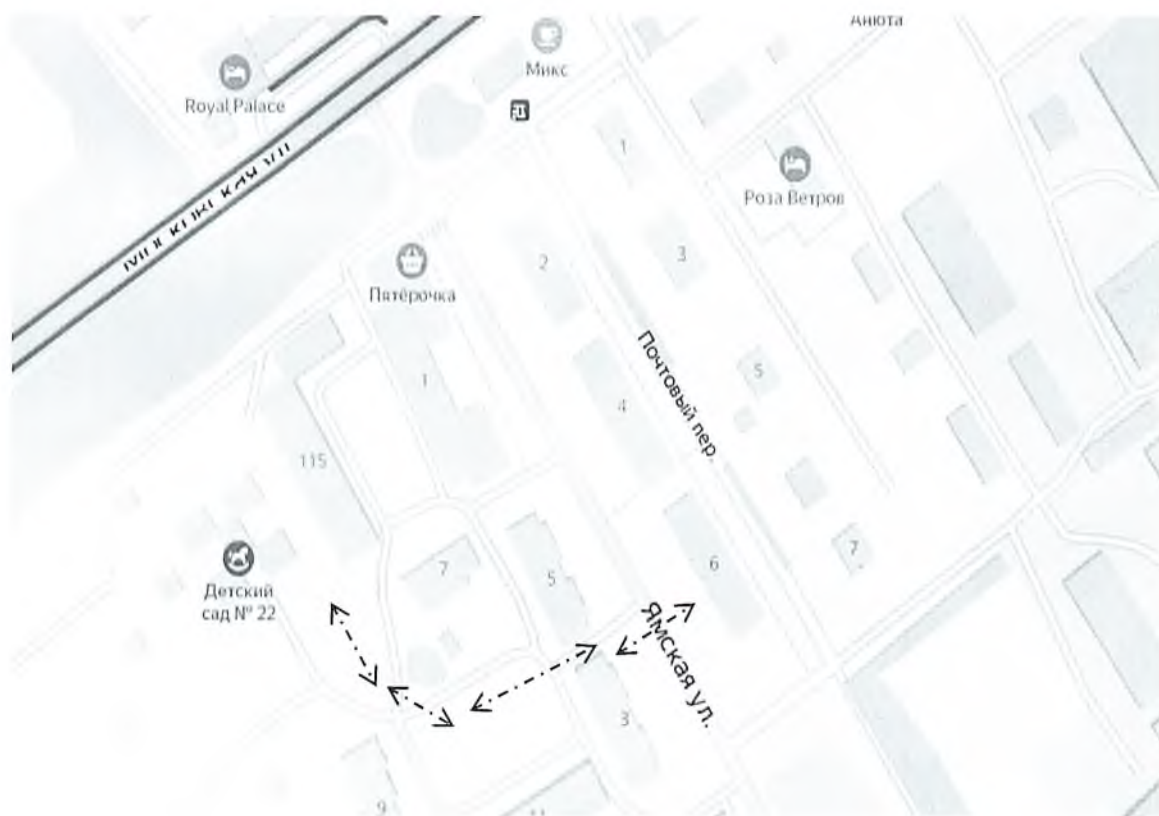 Анюта
Микс
Royal Palace
1
Роза Ветров
2
3
Пятёрочка
Почтовый пер.
1
5
4
115
7
5
6
7
Детский
сад № 22
Ямская ул.
3
9